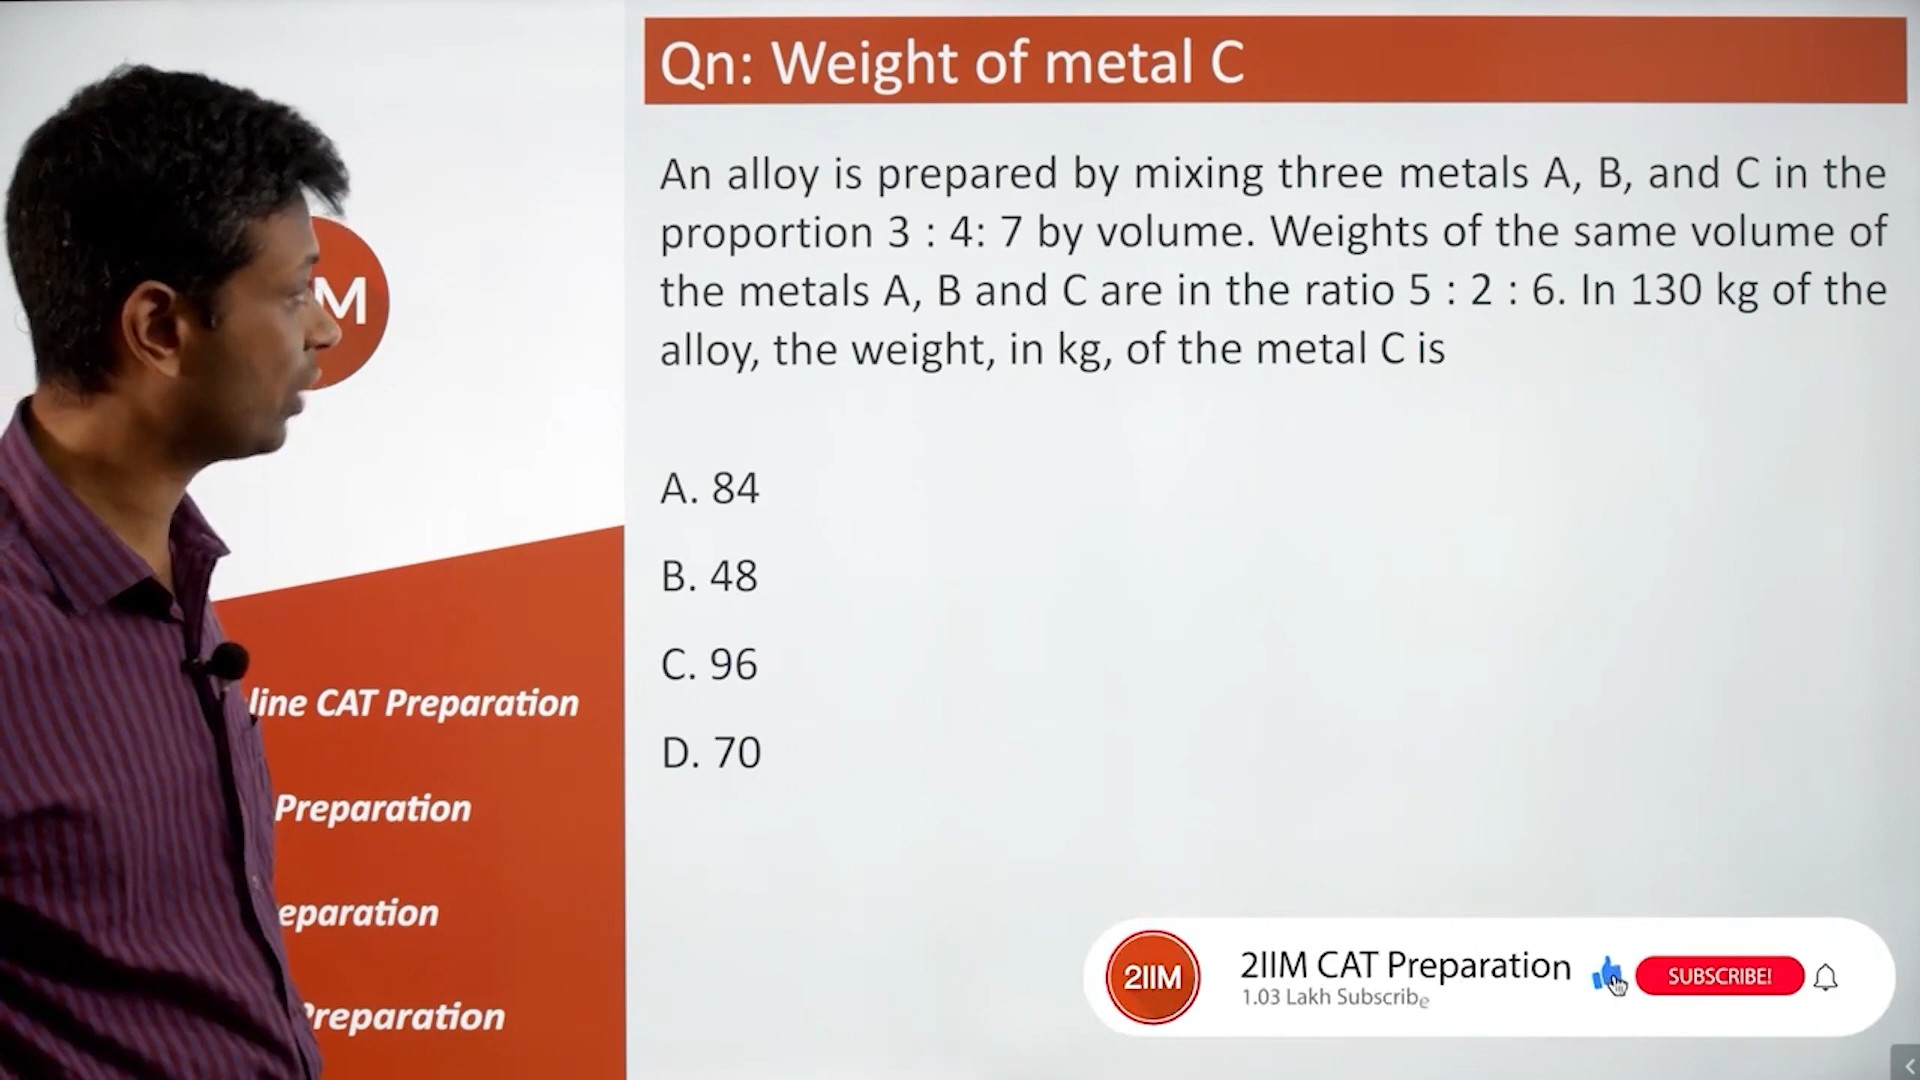 Qn: Weight of metal C
An alloy is prepared by mixing three metals A, B, and C in the
proportion 3 : 4: 7 by volume. Weights of the same volume of
the metals A, B and C are in the ratio 5 : 2 : 6. In 130 kg of the
alloy, the weight, in kg, of the metal C is
A. 84
B. 48
C. 96
D. 70
M
line CAT Preparation
Preparation
eparation
Preparation
2IIM
2IIM CAT Preparation
1.03 Lakh Subscribe
SUBSCRIBE!